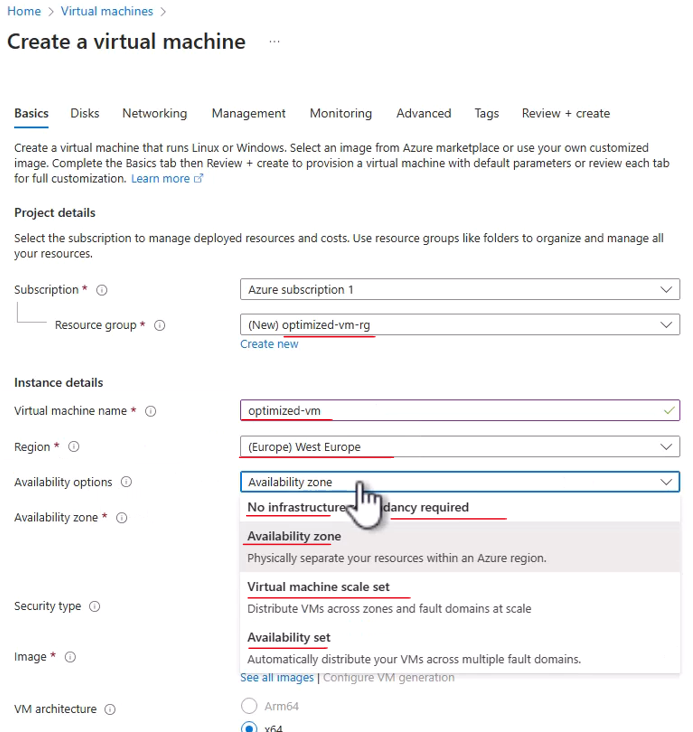 Home > Virtual machines >
Create a virtual machine ...
Basics Disks Networking Management Monitoring Advanced Tags Review + create
Create a virtual machine that runs Linux or Windows. Select an image from Azure marketplace or use your own customized
image. Complete the Basics tab then Review + create to provision a virtual machine with default parameters or review each tab
for full customization. Learn more
Project details
Select the subscription to manage deployed resources and costs. Use resource groups like folders to organize and manage all
your resources.
Subscription *
Azure subscription 1
Resource group *
(New) optimized-vm-rg
Create new
Instance details
Virtual machine name *
optimized-vm
Region *
(Europe) West Europe
Availability options
Availability zone
No infrastructure dancy required
Availability zone *
Availability zone
Physically separate your resources within an Azure region.
Virtual machine scale set
Distribute VMs across zones and fault domains at scale
Security type
Availability set
Automatically distribute your VMs across multiple fault domains.
Image *
See all images | Configure VM generation
VM architecture
Arm64
x64